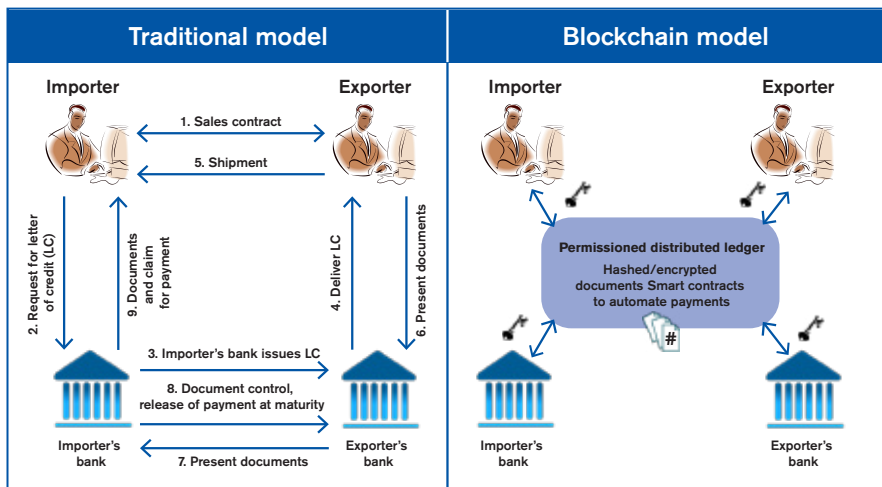 Traditional model
Importer
Exporter
1. Sales contract
5. Shipment
2. Request for letter
of credit (LC)
9. Documents
and claim
for payment
4. Deliver LC
6. Present documents
3. Importer's bank issues LC
8. Document control,
release of payment at maturity
7. Present documents
Importer's
bank
Exporter's
bank
Blockchain model
Importer
Exporter
Permissioned distributed ledger
Hashed/encrypted
documents Smart contracts
to automate payments
#
Importer's
bank
Exporter's
bank